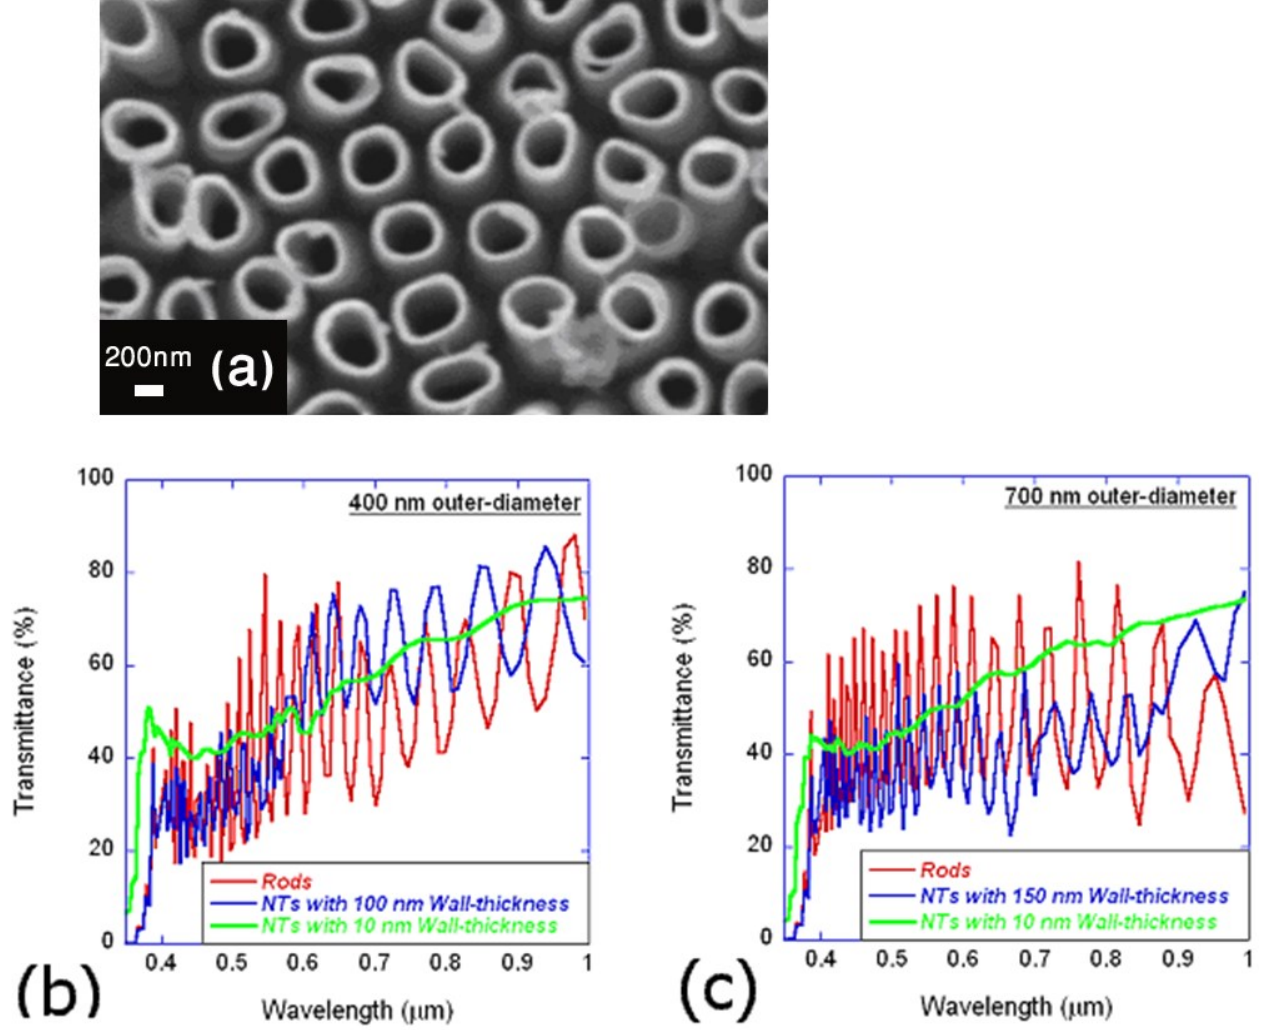 200nm (a)
100
80
60
40
20
0
Transmittance (%)
400 nm outer-diameter
Rods
NTs with 100 nm Wall-thickness
NTs with 10 nm Wall-thickness
0.4 0.5 0.6 0.7 0.8 0.9 1
Wavelength (μm)
(b)
100
80
60
40
20
0
Transmittance (%)
700 nm outer-diameter
Rods
NTs with 150 nm Wall-thickness
NTs with 10 nm Wall-thickness
0.4 0.5 0.6 0.7 0.8 0.9 1
Wavelength (μm)
(c)